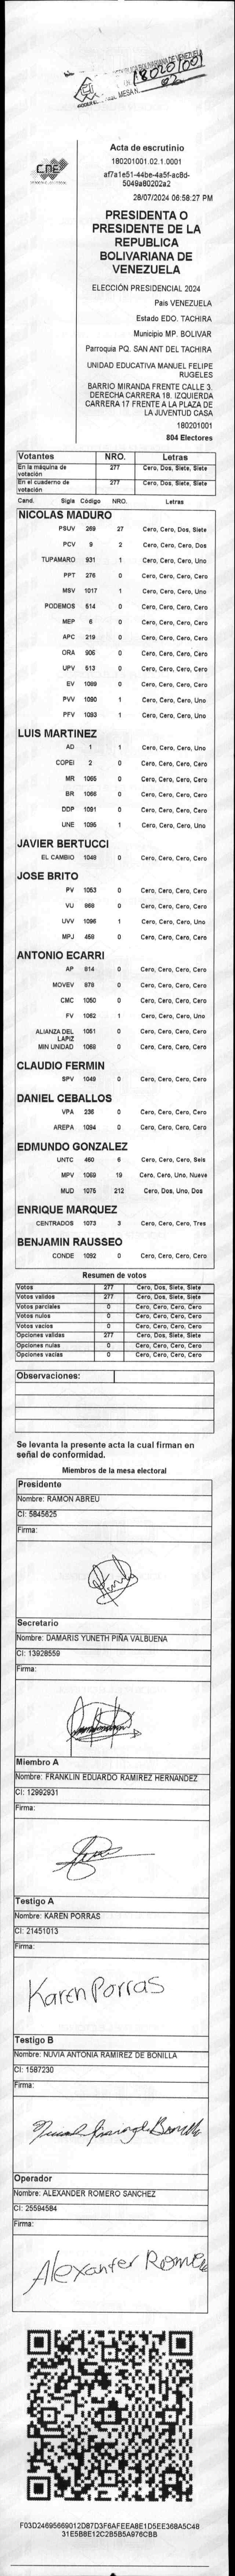 REPUBLICA BOLIVARIANA DE VENEZUELA
180201001
02
MESA N.
CNE
Acta de escrutinio
180201001.02.1.0001
af7a1e51-44be-4a5f-ac8d-
5049a80202a2
28/07/2024 06:58:27 PM
PRESIDENTA O
PRESIDENTE DE LA
REPUBLICA
BOLIVARIANA DE
VENEZUELA
ELECCIÓN PRESIDENCIAL 2024
Pais VENEZUELA
Estado EDO. TACHIRA
Municipio MP. BOLIVAR
Parroquia PQ. SAN ANT DEL TACHIRA
UNIDAD EDUCATIVA MANUEL FELIPE
RUGELES
BARRIO MIRANDA FRENTE CALLE 3.
DERECHA CARRERA 18. IZQUIERDA
CARRERA 17 FRENTE A LA PLAZA DE
LA JUVENTUD CASA
180201001
804 Electores
Votantes NRO. Letras
En la máquina de votación 277 Cero, Dos, Siete, Siete
En el cuaderno de votación 277 Cero, Dos, Siete, Siete
Cand. Sigla Código NRO. Letras
NICOLAS MADURO
PSUV 269 27 Cero, Cero, Dos, Siete
PCV 9 2 Cero, Cero, Cero, Dos
TUPAMARO 931 1 Cero, Cero, Cero, Uno
PPT 276 0 Cero, Cero, Cero, Cero
MSV 1017 1 Cero, Cero, Cero, Uno
PODEMOS 514 0 Cero, Cero, Cero, Cero
MEP 6 0 Cero, Cero, Cero, Cero
APC 219 0 Cero, Cero, Cero, Cero
ORA 906 0 Cero, Cero, Cero, Cero
UPV 513 0 Cero, Cero, Cero, Cero
EV 1089 0 Cero, Cero, Cero, Cero
PVV 1090 1 Cero, Cero, Cero, Uno
PFV 1093 1 Cero, Cero, Cero, Uno
LUIS MARTINEZ
AD 1 1 Cero, Cero, Cero, Uno
COPEI 2 0 Cero, Cero, Cero, Cero
MR 1065 0 Cero, Cero, Cero, Cero
BR 1066 0 Cero, Cero, Cero, Cero
DDP 1091 0 Cero, Cero, Cero, Cero
UNE 1095 1 Cero, Cero, Cero, Uno
JAVIER BERTUCCI
EL CAMBIO 1048 0 Cero, Cero, Cero, Cero
JOSE BRITO
PV 1053 0 Cero, Cero, Cero, Cero
VU 868 0 Cero, Cero, Cero, Cero
UVV 1096 1 Cero, Cero, Cero, Uno
MPJ 459 0 Cero, Cero, Cero, Cero
ANTONIO ECARRI
AP 814 0 Cero, Cero, Cero, Cero
MOVEV 878 0 Cero, Cero, Cero, Cero
CMC 1050 0 Cero, Cero, Cero, Cero
FV 1062 1 Cero, Cero, Cero, Uno
ALIANZA DEL LAPIZ 1051 0 Cero, Cero, Cero, Cero
MIN UNIDAD 1068 0 Cero, Cero, Cero, Cero
CLAUDIO FERMIN
SPV 1049 0 Cero, Cero, Cero, Cero
DANIEL CEBALLOS
VPA 236 0 Cero, Cero, Cero, Cero
AREPA 1094 0 Cero, Cero, Cero, Cero
EDMUNDO GONZALEZ
UNTC 460 6 Cero, Cero, Cero, Seis
MPV 1069 19 Cero, Cero, Uno, Nueve
MUD 1075 212 Cero, Dos, Uno, Dos
ENRIQUE MARQUEZ
CENTRADOS 1073 3 Cero, Cero, Cero, Tres
BENJAMIN RAUSSEO
CONDE 1092 0 Cero, Cero, Cero, Cero
Resumen de votos
Votos 277 Cero, Dos, Siete, Siete
Votos validos 277 Cero, Dos, Siete, Siete
Votos parciales 0 Cero, Cero, Cero, Cero
Votos nulos 0 Cero, Cero, Cero, Cero
Votos vacios 0 Cero, Cero, Cero, Cero
Opciones validas 277 Cero, Dos, Siete, Siete
Opciones nulas 0 Cero, Cero, Cero, Cero
Opciones vacias 0 Cero, Cero, Cero, Cero
Observaciones:
Se levanta la presente acta la cual firman en
señal de conformidad.
Miembros de la mesa electoral
Presidente
Nombre: RAMON ABREU
CI: 5845625
Firma:
Secretario
Nombre: DAMARIS YUNETH PIÑA VALBUENA
CI: 13928559
Firma:
Miembro A
Nombre: FRANKLIN EDUARDO RAMIREZ HERNANDEZ
CI: 12992931
Firma:
Testigo A
Nombre: KAREN PORRAS
CI: 21451013
Firma:
Karen Porras
Testigo B
Nombre: NUVIA ANTONIA RAMIREZ DE BONILLA
CI: 1587230
Firma:
Operador
Nombre: ALEXANDER ROMERO SANCHEZ
CI: 25594584
Firma:
Alexanter Romer
F03D24695669012D87D3F6AFEEA8E1D5EE368A5C48
31E5B8E12C2B5B5A976CBB